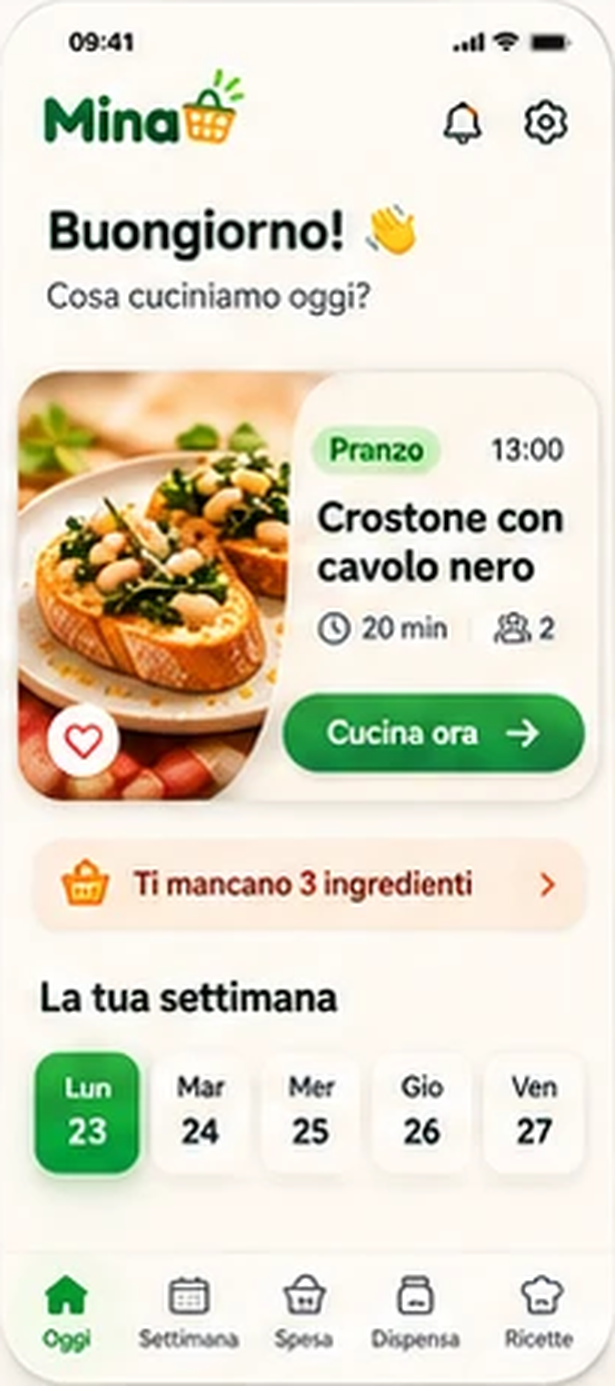 09:41
Mina
Buongiorno!
Cosa cuciniamo oggi?
Pranzo 13:00
Crostone con
cavolo nero
20 min 2
Cucina ora
Ti mancano 3 ingredienti
La tua settimana
Lun Mar Mer Gio Ven
23 24 25 26 27
Oggi Settimana Spesa Dispensa Ricette